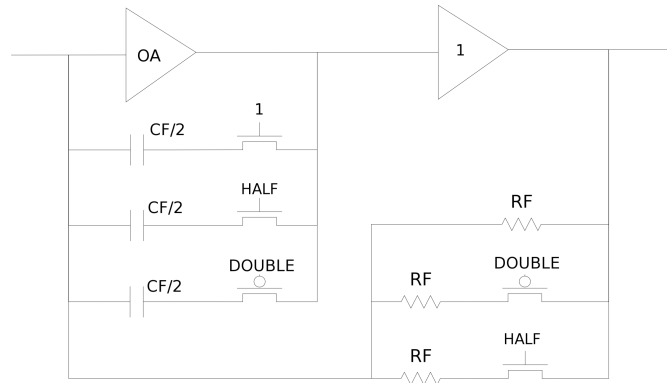 OA
1
CF/2
1
CF/2
HALF
CF/2
DOUBLE
RF
RF
DOUBLE
RF
HALF